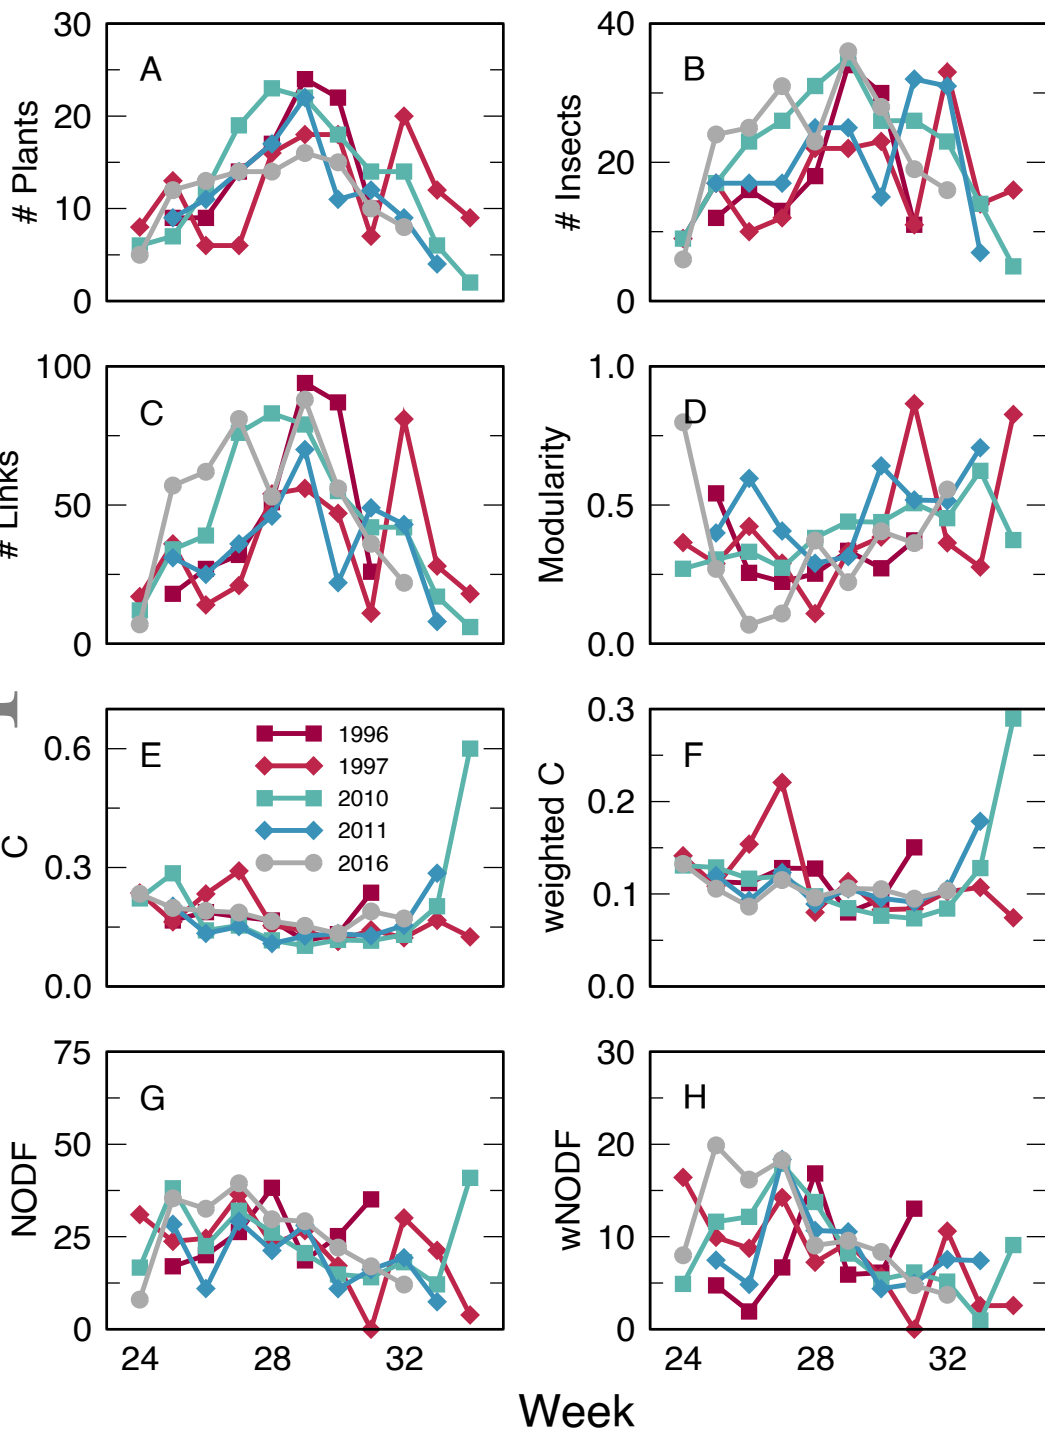 30
20
10
0
# Plants
A
40
20
0
# Insects
B
100
50
0
# Links
C
1.0
0.5
0.0
Modularity
D
0.6
0.3
0.0
C
E
1996
1997
2010
2011
2016
0.3
0.2
0.1
0.0
weighted C
F
75
50
25
0
NODF
G
24
28
32
30
20
10
0
wNODF
H
24
28
32
Week